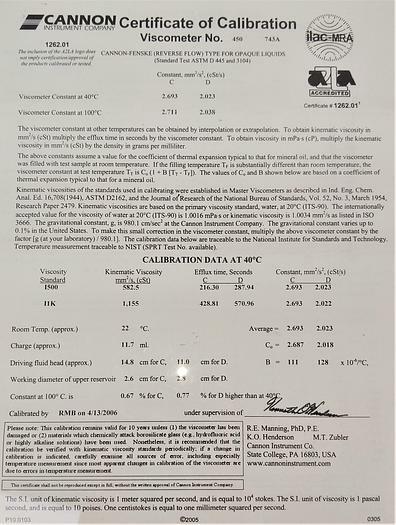 CANNON
INSTRUMENT COMPANY
Certificate of Calibration
Viscometer No. 450 743A
ilac-MRA
1262.01
The inclusion of the A2LA logo does
not imply certification/approval of
the products calibrated or tested.
CANNON-FENSKE (REVERSE FLOW) TYPE FOR OPAQUE LIQUIDS
(Standard Test ASTM D 445 and 3104)
A2LA
ACCREDITED
Certificate # 1262.01
Constant, mm²/s², (cSt/s)
C D
Viscometer Constant at 40°C 2.693 2.023
Viscometer Constant at 100°C 2.711 2.038
The viscometer constant at other temperatures can be obtained by interpolation or extrapolation. To obtain kinematic viscosity in
mm²/s (cSt) multiply the efflux time in seconds by the viscometer constant. To obtain viscosity in mPa·s (cP), multiply the kinematic
viscosity in mm²/s (cSt) by the density in grams per milliliter.
The above constants assume a value for the coefficient of thermal expansion typical to that for mineral oil, and that the viscometer
was filled with test sample at room temperature. If the filling temperature T_F is substantially different than room temperature, the
viscometer constant at test temperature T_T is C_o (1 + B [T_T - T_F]). The values of C_o and B shown below are based on a coefficient of
thermal expansion typical to that for a mineral oil.
Kinematic viscosities of the standards used in calibrating were established in Master Viscometers as described in Ind. Eng. Chem.
Anal. Ed. 16,708(1944), ASTM D2162, and the Journal of Research of the National Bureau of Standards, Vol. 52, No. 3, March 1954,
Research Paper 2479. Kinematic viscosities are based on the primary viscosity standard, water, at 20°C (ITS-90). The internationally
accepted value for the viscosity of water at 20°C (ITS-90) is 1.0016 mPa·s or kinematic viscosity is 1.0034 mm²/s as listed in ISO
3666. The gravitational constant, g, is 980.1 cm/sec² at the Cannon Instrument Company. The gravitational constant varies up to
0.1% in the United States. To make this small correction in the viscometer constant, multiply the above viscometer constant by the
factor [g (at your laboratory) / 980.1]. The calibration data below are traceable to the National Institute for Standards and Technology.
Temperature measurement traceable to NIST (SPRT Test No. available).
CALIBRATION DATA AT 40°C
Viscosity Kinematic Viscosity Efflux time, Seconds Constant, mm²/s², (cSt/s)
Standard mm²/s, (cSt) C D C D
582.5 216.30 287.94 2.693 2.023
1,155 428.81 570.96 2.693 2.022
Room Temp. (approx.) 22 °C. Average = 2.693 2.023
Charge (approx.) 11.7 ml. C_o = 2.687 2.018
Driving fluid head (approx.) 14.8 cm for C, 11.0 cm for D. B = 111 128 x 10⁻⁶/°C,
Working diameter of upper reservoir 2.6 cm for C, 2.8 cm for D.
Constant at 100° C. is 0.67 % for C, 0.77 % for D higher than at 40°C
Calibrated by RMB on 4/13/2006 under supervision of
Please note: This calibration remains valid for 10 years unless (1) the viscometer has been
damaged or (2) materials which chemically attack borosilicate glass (e.g., hydrofluoric acid
or highly alkaline solutions) have been used. Nonetheless, it is recommended that the
calibration be verified with kinematic viscosity standards periodically; if a change in
calibration is indicated, carefully examine all sources of error, including especially
temperature measurement since most apparent changes in calibration of the viscometer are
due to errors in temperature measurement.
R.E. Manning, PhD, P.E.
K.O. Henderson M.T. Zubler
Cannon Instrument Co.
State College, PA 16803, USA
www.cannoninstrument.com
This certificate shall not be reproduced except in full, without the written approval of Cannon Instrument Company
The S.I. unit of kinematic viscosity is 1 meter squared per second, and is equal to 10⁴ stokes. The S.I. unit of viscosity is 1 pascal
second, and is equal to 10 poises. One centistokes is equal to one millimeter squared per second.
©2005
0305